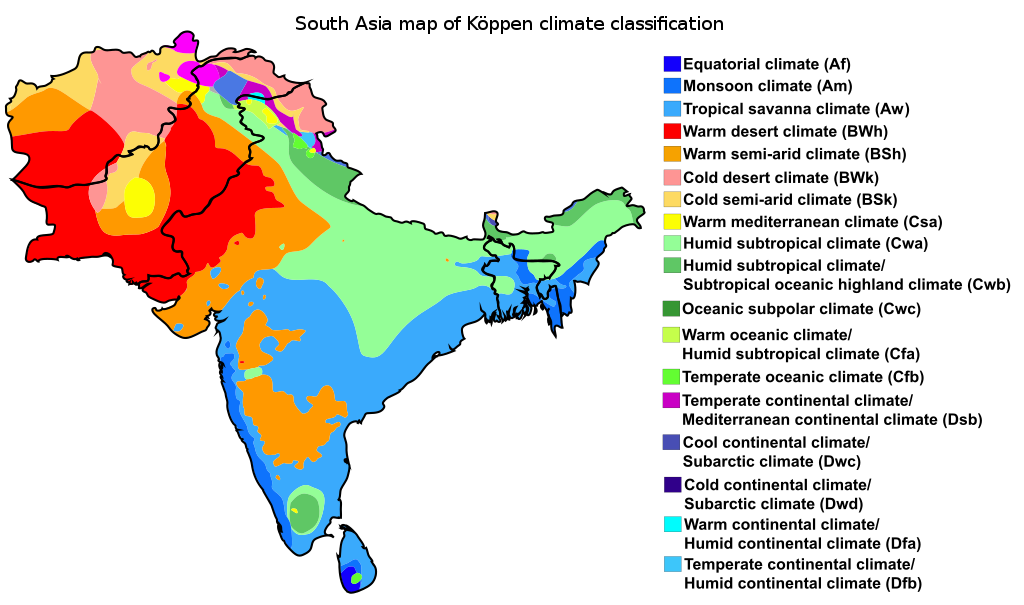 South Asia map of Köppen climate classification
Equatorial climate (Af)
Monsoon climate (Am)
Tropical savanna climate (Aw)
Warm desert climate (BWh)
Warm semi-arid climate (BSh)
Cold desert climate (BWk)
Cold semi-arid climate (BSk)
Warm mediterranean climate (Csa)
Humid subtropical climate (Cwa)
Humid subtropical climate/
Subtropical oceanic highland climate (Cwb)
Oceanic subpolar climate (Cwc)
Warm oceanic climate/
Humid subtropical climate (Cfa)
Temperate oceanic climate (Cfb)
Temperate continental climate/
Mediterranean continental climate (Dsb)
Cool continental climate/
Subarctic climate (Dwc)
Cold continental climate/
Subarctic climate (Dwd)
Warm continental climate/
Humid continental climate (Dfa)
Temperate continental climate/
Humid continental climate (Dfb)